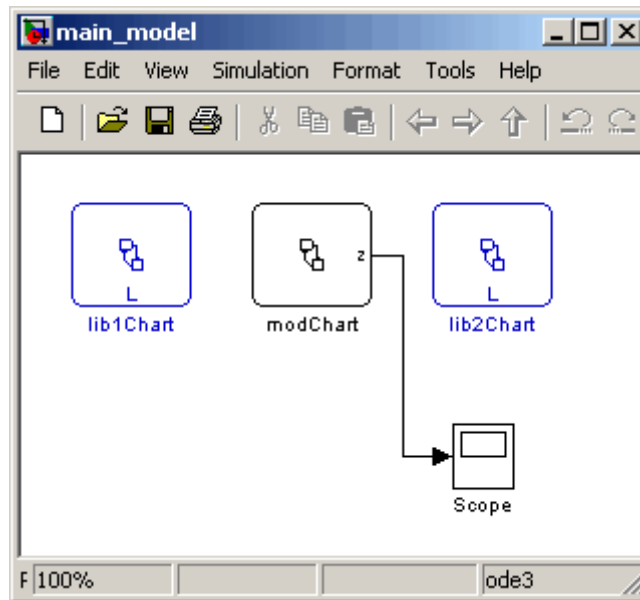 main_model
File Edit View Simulation Format Tools Help
z
L
L
lib1Chart modChart lib2Chart
Scope
F 100% ode3